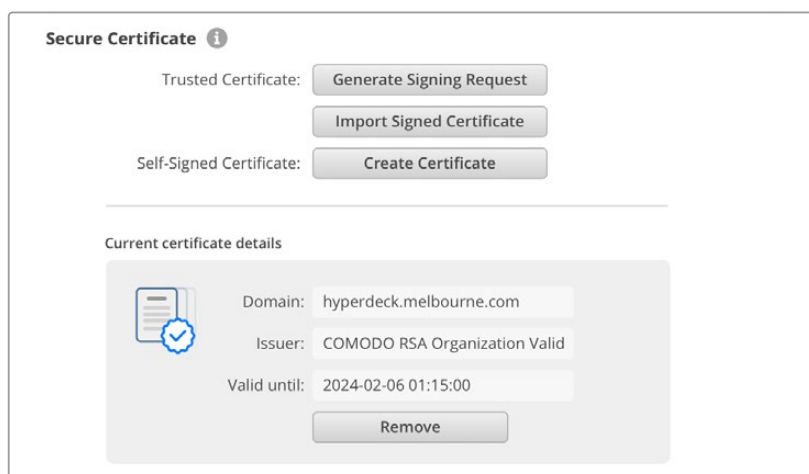 Secure Certificate
Trusted Certificate: Generate Signing Request
Import Signed Certificate
Self-Signed Certificate: Create Certificate
Current certificate details
Domain: hyperdeck.melbourne.com
Issuer: COMODO RSA Organization Valid
Valid until: 2024-02-06 01:15:00
Remove